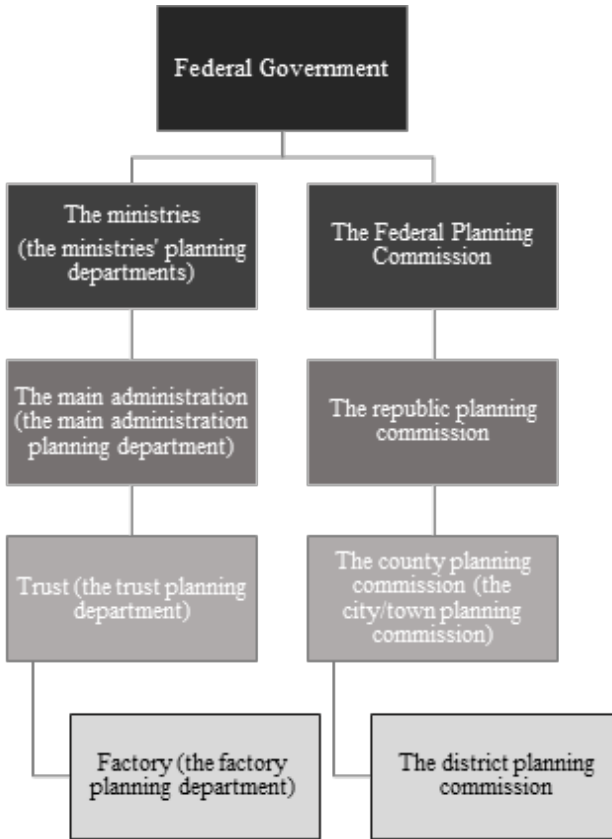 Federal Government
The ministries
(the ministries' planning
departments)
The Federal Planning
Commission
The main administration
(the main administration
planning department)
The republic planning
commission
Trust (the trust planning
department)
The county planning
commission (the
city/town planning
commission)
Factory (the factory
planning department)
The district planning
commission